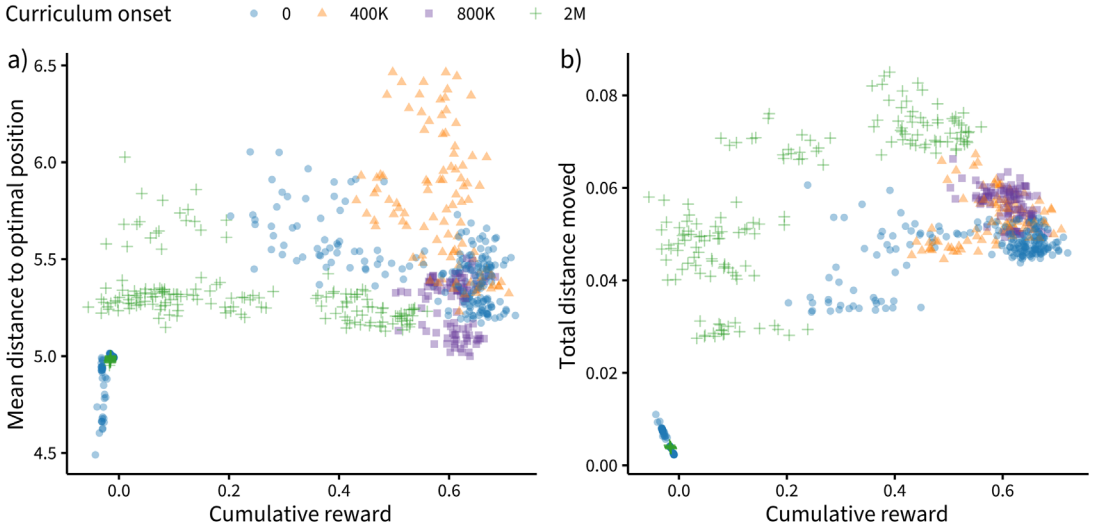 Curriculum onset 0 400K 800K 2M
a) b)
Mean distance to optimal position
6.5
6.0
5.5
5.0
4.5
0.0 0.2 0.4 0.6
Cumulative reward
Total distance moved
0.08
0.06
0.04
0.02
0.00
0.0 0.2 0.4 0.6
Cumulative reward